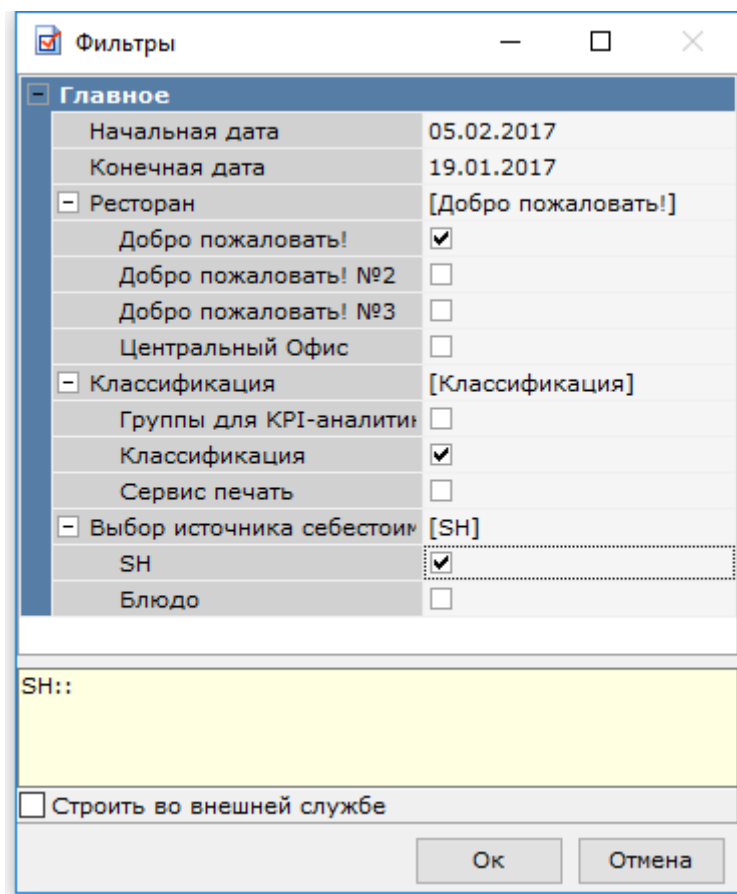 Фильтры
Главное
Начальная дата 05.02.2017
Конечная дата 19.01.2017
Ресторан [Добро пожаловать!]
Добро пожаловать!
Добро пожаловать! №2
Добро пожаловать! №3
Центральный Офис
Классификация [Классификация]
Группы для KPI-аналитик
Классификация
Сервис печать
Выбор источника себестоим [SH]
SH
Блюдо
SH::
Строить во внешней службе
Ок Отмена